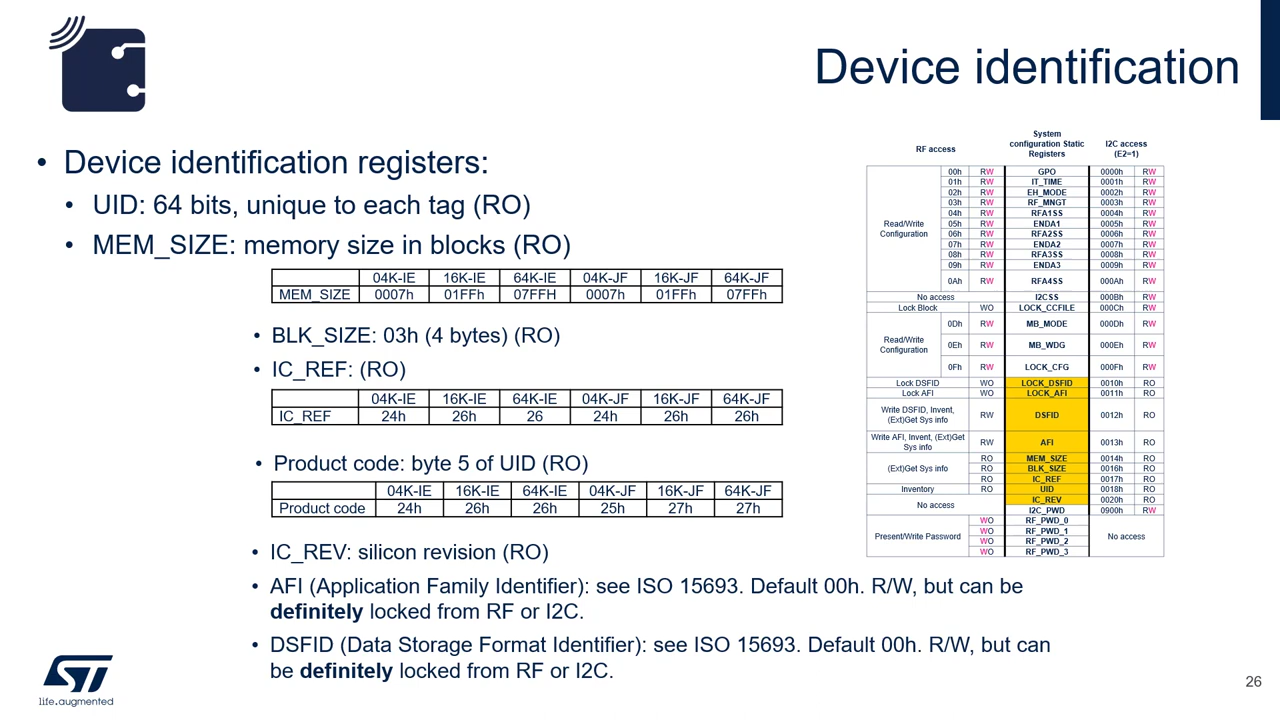 Device identification
• Device identification registers:
• UID: 64 bits, unique to each tag (RO)
• MEM_SIZE: memory size in blocks (RO)
04K-IE 16K-IE 64K-IE 04K-JF 16K-JF 64K-JF
MEM_SIZE 0007h 01FFh 07FFH 0007h 01FFh 07FFh
• BLK_SIZE: 03h (4 bytes) (RO)
• IC_REF: (RO)
04K-IE 16K-IE 64K-IE 04K-JF 16K-JF 64K-JF
IC_REF 24h 26h 26 24h 26h 26h
• Product code: byte 5 of UID (RO)
04K-IE 16K-IE 64K-IE 04K-JF 16K-JF 64K-JF
Product code 24h 26h 26h 25h 27h 27h
• IC_REV: silicon revision (RO)
• AFI (Application Family Identifier): see ISO 15693. Default 00h. R/W, but can be
definitely locked from RF or I2C.
• DSFID (Data Storage Format Identifier): see ISO 15693. Default 00h. R/W, but can
be definitely locked from RF or I2C.
RF access
System
configuration Static
Registers
I2C access
(E2=1)
Read/Write
Configuration
00h RW GPO 0000h RW
01h RW IT_TIME 0001h RW
02h RW EH_MODE 0002h RW
03h RW RF_MNGT 0003h RW
04h RW RFA1SS 0004h RW
05h RW ENDA1 0005h RW
06h RW RFA2SS 0006h RW
07h RW ENDA2 0007h RW
08h RW RFA3SS 0008h RW
09h RW ENDA3 0009h RW
0Ah RW RFA4SS 000Ah RW
No access I2CSS 000Bh RW
Lock Block WO LOCK_CCFILE 000Ch RW
Read/Write
Configuration
0Dh RW MB_MODE 000Dh RW
0Eh RW MB_WDG 000Eh RW
0Fh RW LOCK_CFG 000Fh RW
Lock DSFID WO LOCK_DSFID 0010h RO
Lock AFI WO LOCK_AFI 0011h RO
Write DSFID, Invent,
(Ext)Get Sys info
RW DSFID 0012h RO
Write AFI, Invent, (Ext)Get
Sys info
RW AFI 0013h RO
(Ext)Get Sys info
RO MEM_SIZE 0014h RO
RO BLK_SIZE 0016h RO
RO IC_REF 0017h RO
Inventory RO UID 0018h RO
No access
IC_REV 0020h RO
I2C_PWD 0900h RW
Present/Write Password
WO RF_PWD_0
WO RF_PWD_1
WO RF_PWD_2
WO RF_PWD_3
No access
ST
life.augmented
26